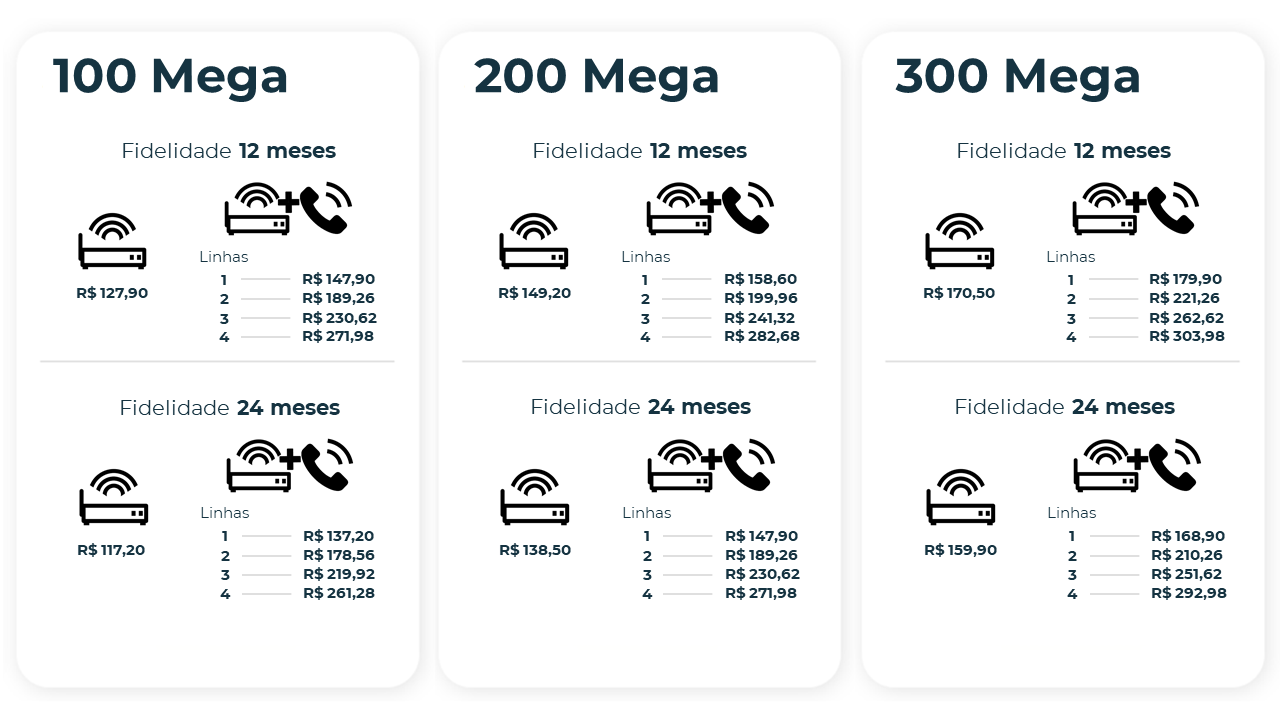 100 Mega
Fidelidade 12 meses
R$ 127,90
Linhas
1 R$ 147,90
2 R$ 189,26
3 R$ 230,62
4 R$ 271,98
Fidelidade 24 meses
R$ 117,20
Linhas
1 R$ 137,20
2 R$ 178,56
3 R$ 219,92
4 R$ 261,28
200 Mega
Fidelidade 12 meses
R$ 149,20
Linhas
1 R$ 158,60
2 R$ 199,96
3 R$ 241,32
4 R$ 282,68
Fidelidade 24 meses
R$ 138,50
Linhas
1 R$ 147,90
2 R$ 189,26
3 R$ 230,62
4 R$ 271,98
300 Mega
Fidelidade 12 meses
R$ 170,50
Linhas
1 R$ 179,90
2 R$ 221,26
3 R$ 262,62
4 R$ 303,98
Fidelidade 24 meses
R$ 159,90
Linhas
1 R$ 168,90
2 R$ 210,26
3 R$ 251,62
4 R$ 292,98